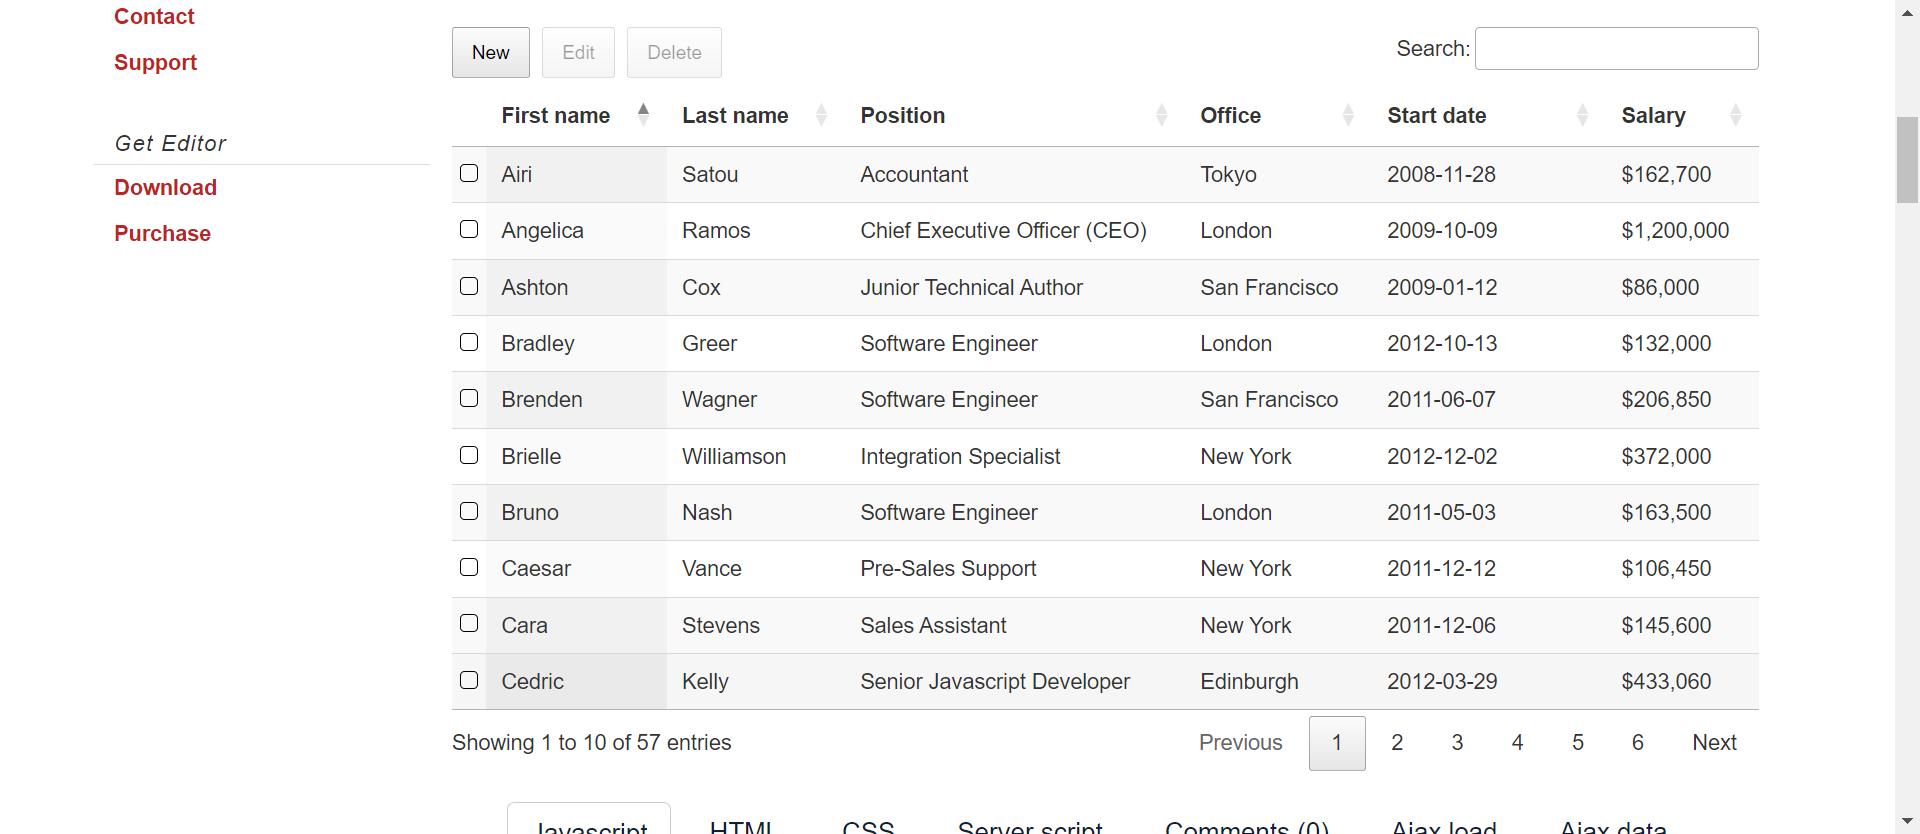 Contact
Support
Get Editor
Download
Purchase
New Edit Delete Search:
First name Last name Position Office Start date Salary
Airi Satou Accountant Tokyo 2008-11-28 $162,700
Angelica Ramos Chief Executive Officer (CEO) London 2009-10-09 $1,200,000
Ashton Cox Junior Technical Author San Francisco 2009-01-12 $86,000
Bradley Greer Software Engineer London 2012-10-13 $132,000
Brenden Wagner Software Engineer San Francisco 2011-06-07 $206,850
Brielle Williamson Integration Specialist New York 2012-12-02 $372,000
Bruno Nash Software Engineer London 2011-05-03 $163,500
Caesar Vance Pre-Sales Support New York 2011-12-12 $106,450
Cara Stevens Sales Assistant New York 2011-12-06 $145,600
Cedric Kelly Senior Javascript Developer Edinburgh 2012-03-29 $433,060
Showing 1 to 10 of 57 entries Previous 1 2 3 4 5 6 Next
Javascript HTML CSS Server script Comments (0) Ajax load Ajax data